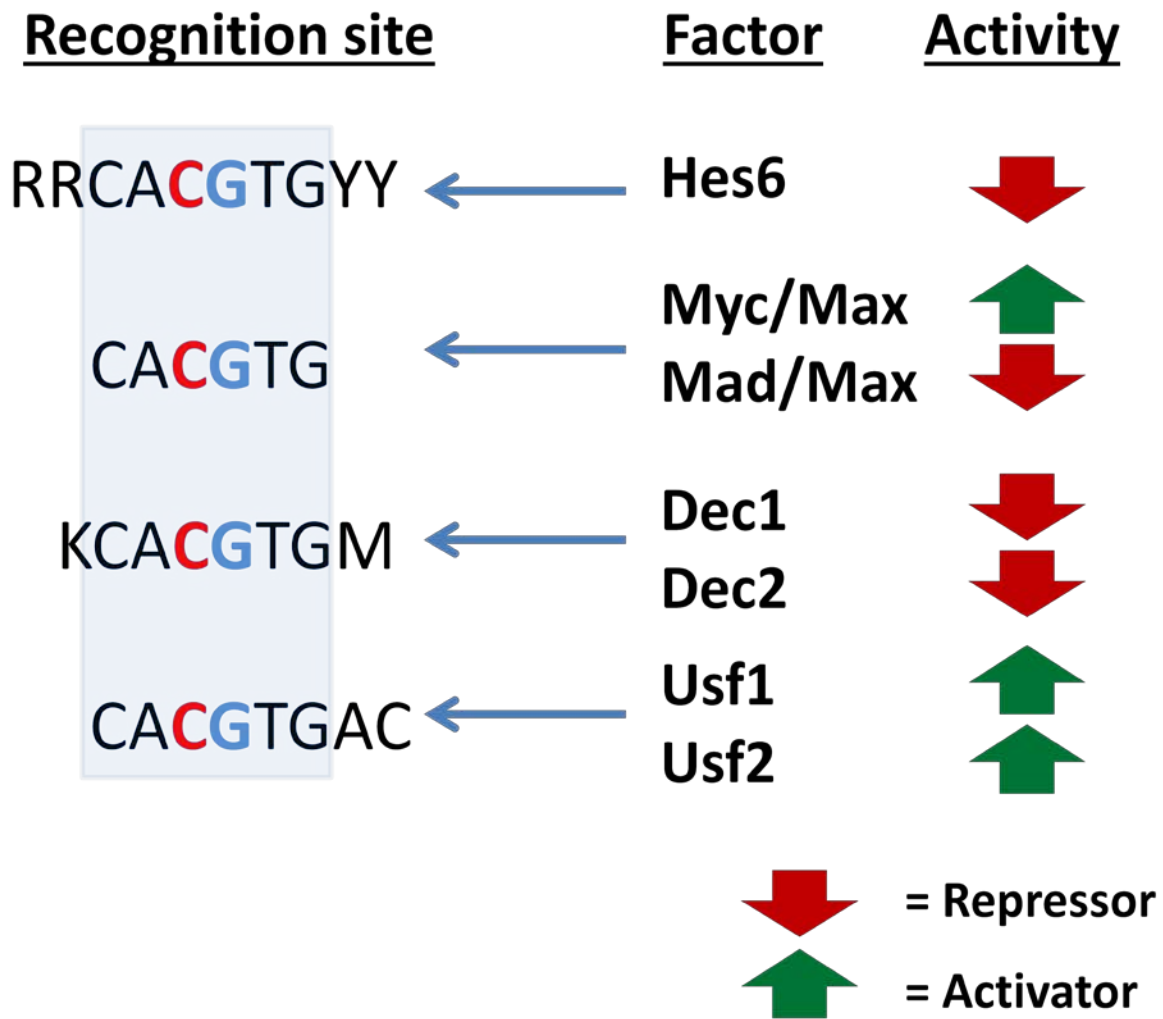 Recognition site Factor Activity
RRCACGTGYY Hes6
CACGTG Myc/Max
Mad/Max
KCACGTGM Dec1
Dec2
CACGTGAC Usf1
Usf2
= Repressor
= Activator